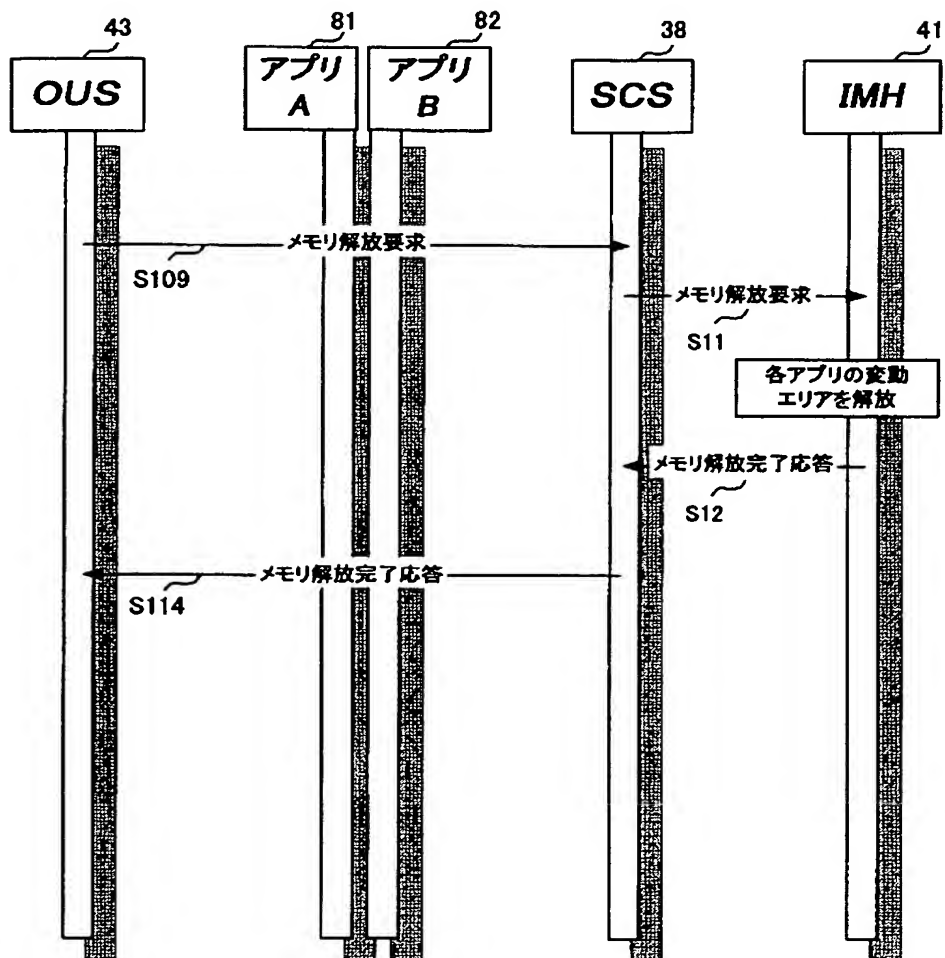 43
81
82
38
41
OUS
アプリ
A
アプリ
B
SCS
IMH
メモリ解放要求
S109
メモリ解放要求
S11
各アプリの変動
エリアを解放
メモリ解放完了応答
S12
メモリ解放完了応答
S114